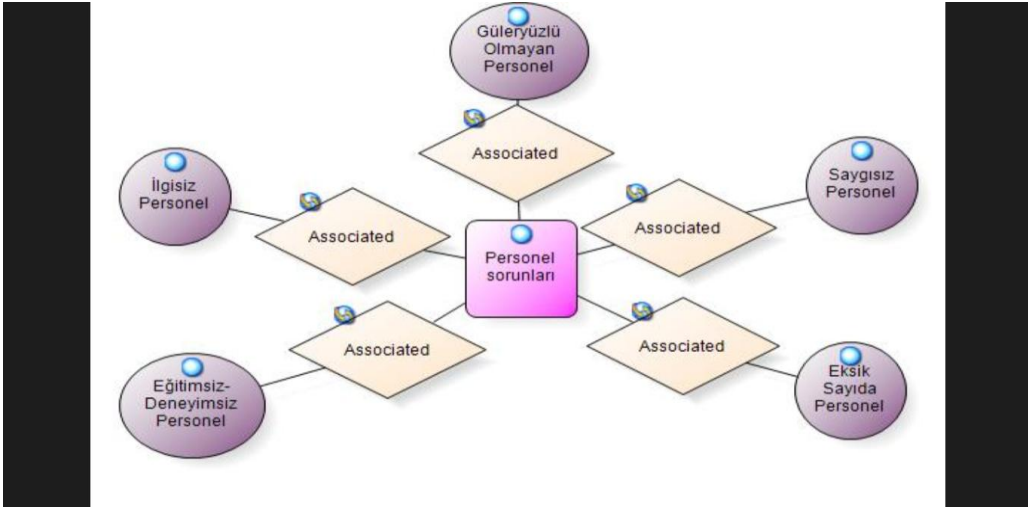 Güleryüzlü
Olmayan
Personel
Associated
İlgisiz
Personel
Associated
Saygısız
Personel
Associated
Personel
sorunları
Eğitimsiz-
Deneyimsiz
Personel
Associated
Eksik
Sayıda
Personel
Associated